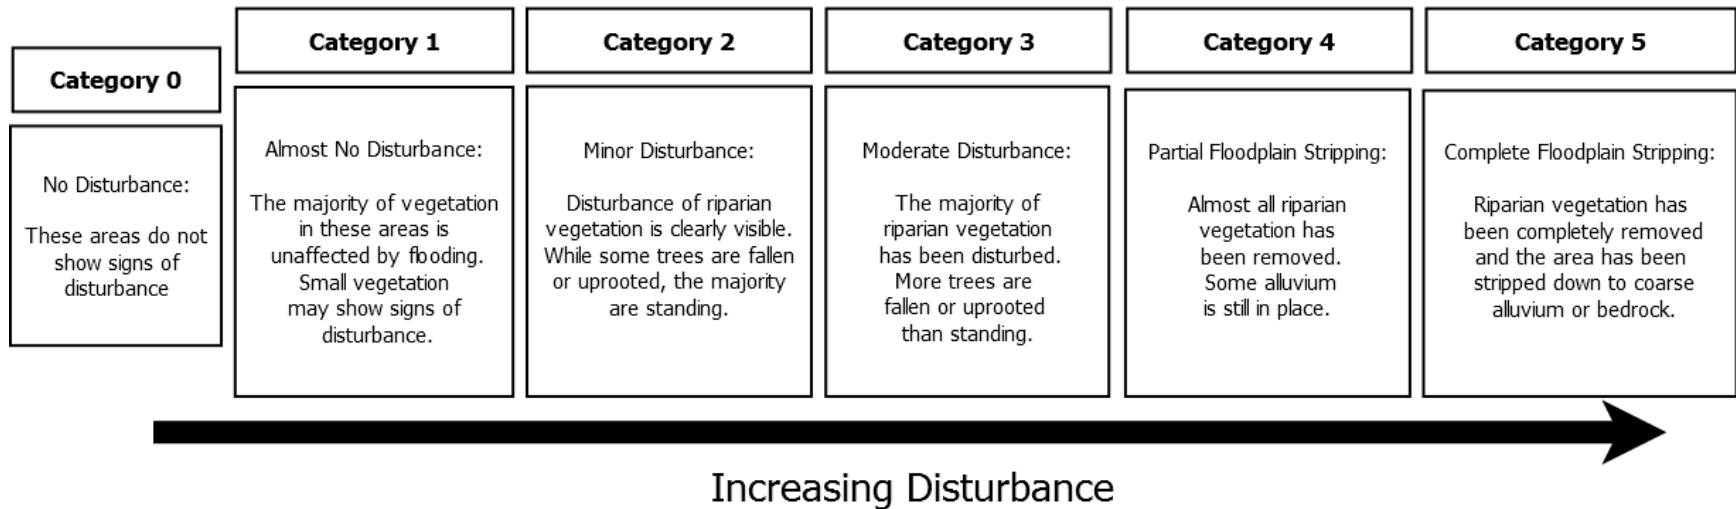 Category 0
No Disturbance:
These areas do not
show signs of
disturbance
Category 1
Almost No Disturbance:
The majority of vegetation
in these areas is
unaffected by flooding.
Small vegetation
may show signs of
disturbance.
Category 2
Minor Disturbance:
Disturbance of riparian
vegetation is clearly visible.
While some trees are fallen
or uprooted, the majority
are standing.
Category 3
Moderate Disturbance:
The majority of
riparian vegetation
has been disturbed.
More trees are
fallen or uprooted
than standing.
Category 4
Partial Floodplain Stripping:
Almost all riparian
vegetation has
been removed.
Some alluvium
is still in place.
Category 5
Complete Floodplain Stripping:
Riparian vegetation has
been completely removed
and the area has been
stripped down to coarse
alluvium or bedrock.
Increasing Disturbance